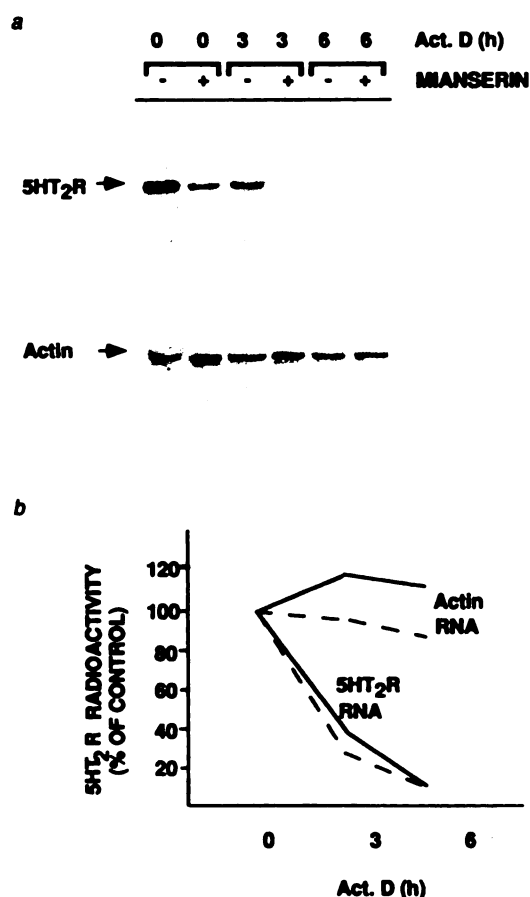 a
0 0 3 3 6 6 Act. D (h)
- + - + - + MIANSERIN
5HT2R
Actin
b
5HT2R RADIOACTIVITY
(% OF CONTROL)
120
100
80
60
40
20
Actin
RNA
5HT2R
RNA
0 3 6
Act. D (h)